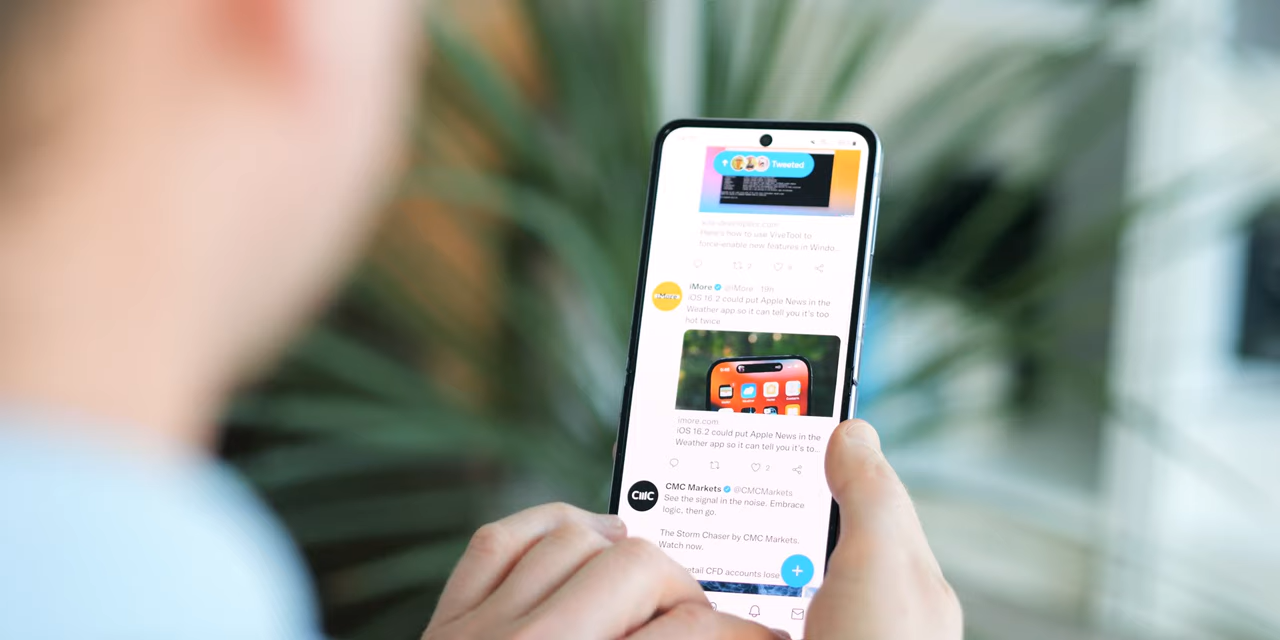 Tweeted
There's how to use ViveTool to
force-enable new features in Windo..
2
iMore @iMore · 19h
iOS 16.2 could put Apple News in the
Weather app so it can tell you it's too
hot twice
imore.com
iOS 16.2 could put Apple News in the
Weather app so it can tell you it's to...
2
CMC
CMC Markets @CMCMarkets
See the signal in the noise. Embrace
logic, then go.
The Storm Chaser by CMC Markets.
Watch now.
etail CFD accounts lose